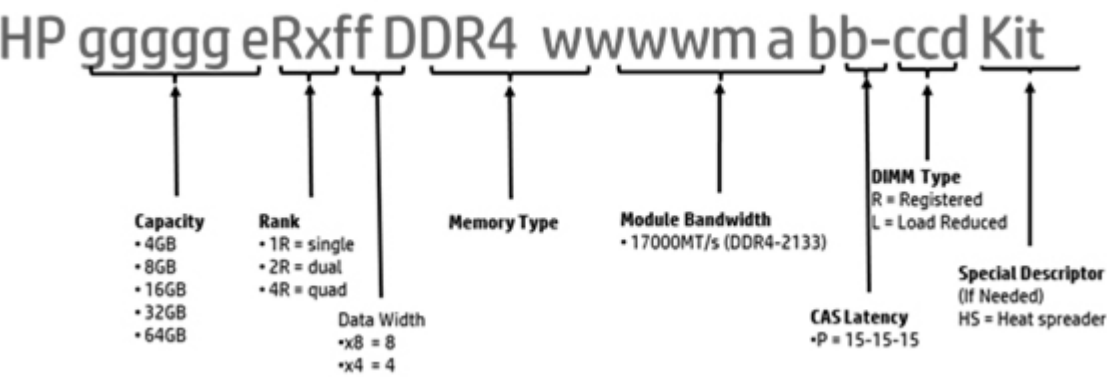 HP ggggg eRxff DDR4 wwwwm a bb-ccd Kit
Capacity
• 4GB
• 8GB
• 16GB
• 32GB
• 64GB
Rank
• 1R = single
• 2R = dual
• 4R = quad
Data Width
•x8 = 8
•x4 = 4
Memory Type
Module Bandwidth
• 17000MT/s (DDR4-2133)
CAS Latency
•P = 15-15-15
DIMM Type
R = Registered
L = Load Reduced
Special Descriptor
(If Needed)
HS = Heat spreader